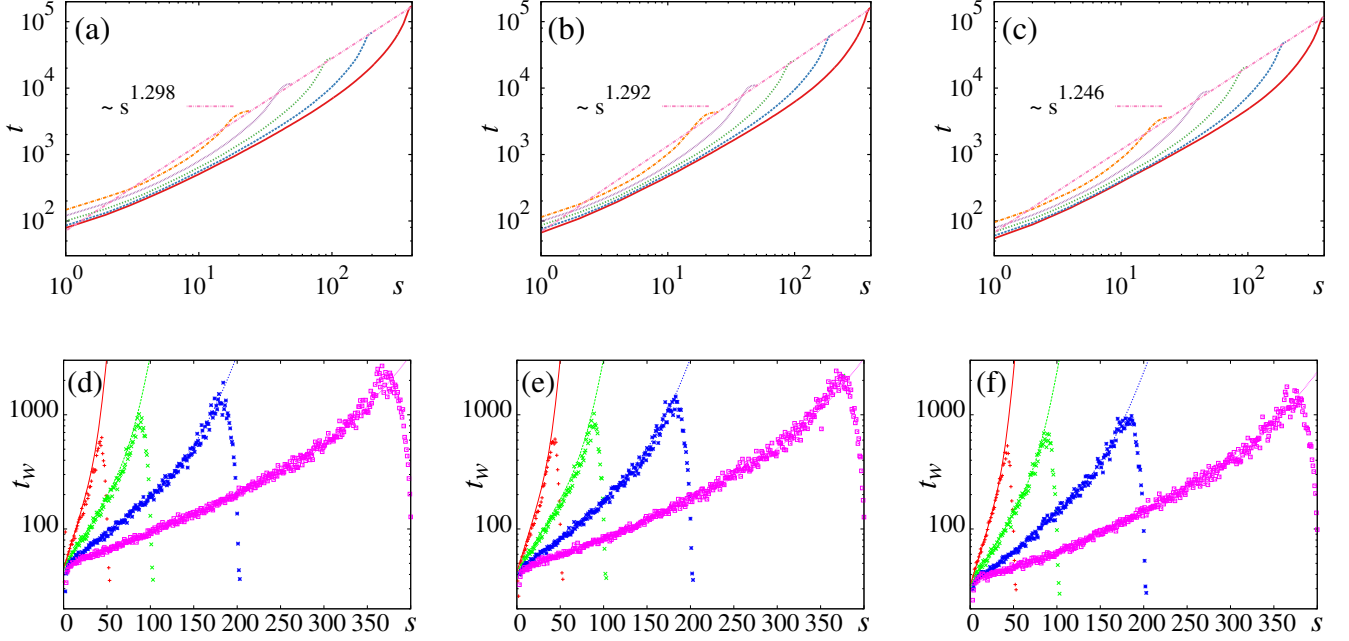 (a) (b) (c)
10^5 10^5 10^5
10^4 10^4 10^4
~ s^1.298 ~ s^1.292 ~ s^1.246
t t t
10^3 10^3 10^3
10^2 10^2 10^2
10^0 10^1 10^2 s 10^0 10^1 10^2 s 10^0 10^1 10^2 s
(d) (e) (f)
1000 1000 1000
t_w t_w t_w
100 100 100
0 50 100 150 200 250 300 350 s 0 50 100 150 200 250 300 350 s 0 50 100 150 200 250 300 350 s